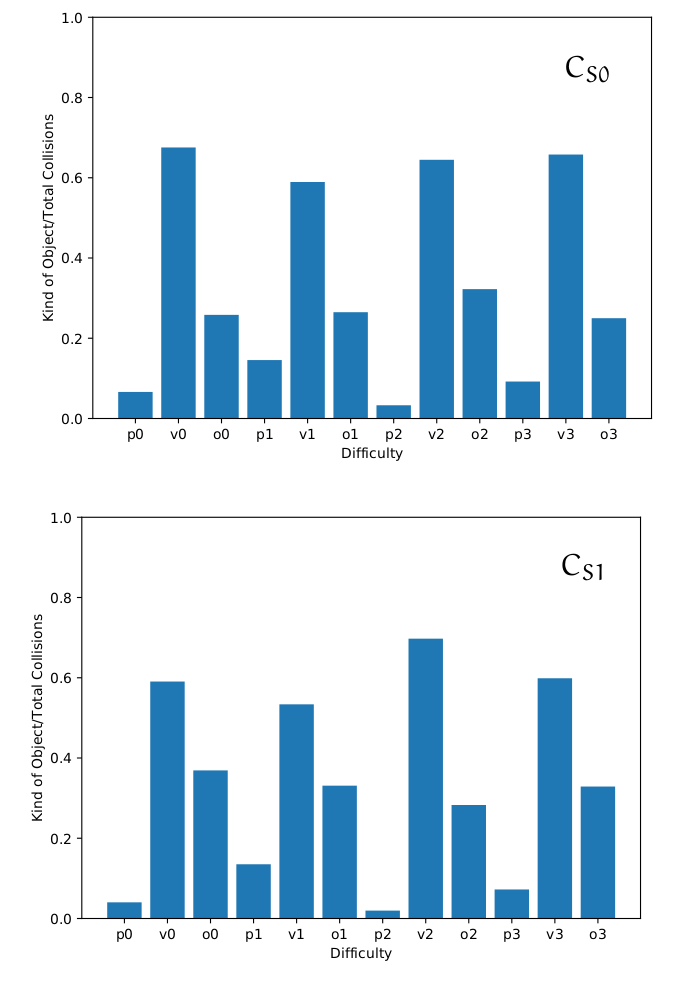 1.0
C_S0
0.8
0.6
0.4
0.2
0.0
Kind of Object/Total Collisions
p0 v0 o0 p1 v1 o1 p2 v2 o2 p3 v3 o3
Difficulty
1.0
C_S1
0.8
0.6
0.4
0.2
0.0
Kind of Object/Total Collisions
p0 v0 o0 p1 v1 o1 p2 v2 o2 p3 v3 o3
Difficulty